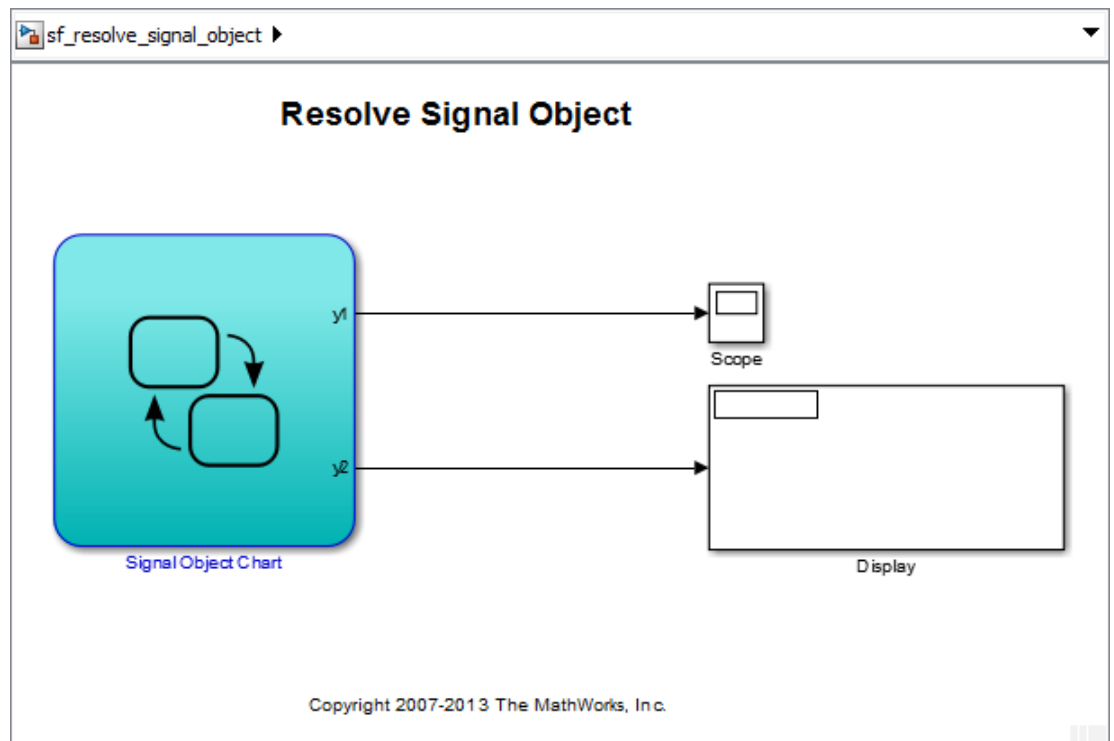 sf_resolve_signal_object
Resolve Signal Object
y1
Scope
y2
Signal Object Chart
Display
Copyright 2007-2013 The MathWorks, Inc.